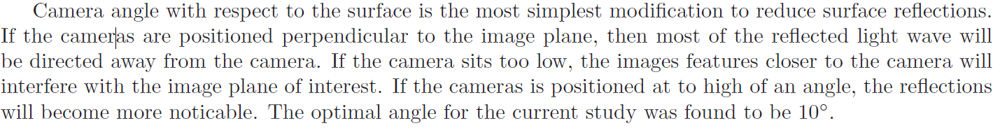 Camera angle with respect to the surface is the most simplest modification to reduce surface reflections.
If the cameras are positioned perpendicular to the image plane, then most of the reflected light wave will
be directed away from the camera. If the camera sits too low, the images features closer to the camera will
interfere with the image plane of interest. If the cameras is positioned at to high of an angle, the reflections
will become more noticable. The optimal angle for the current study was found to be 10°.